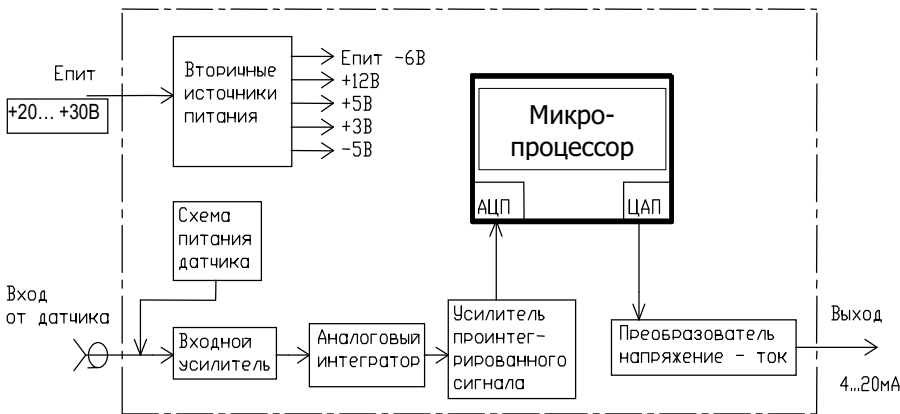 Епит
+20... +30В
Вторичные
источники
питания
Епит -6В
+12В
+5В
+3В
-5В
Микро-
процессор
АЦП
ЦАП
Схема
питания
датчика
Вход
от датчика
Входной
усилитель
Аналоговый
интегратор
Усилитель
проинтег-
рированного
сигнала
Преобразователь
напряжение - ток
Выход
4...20мА